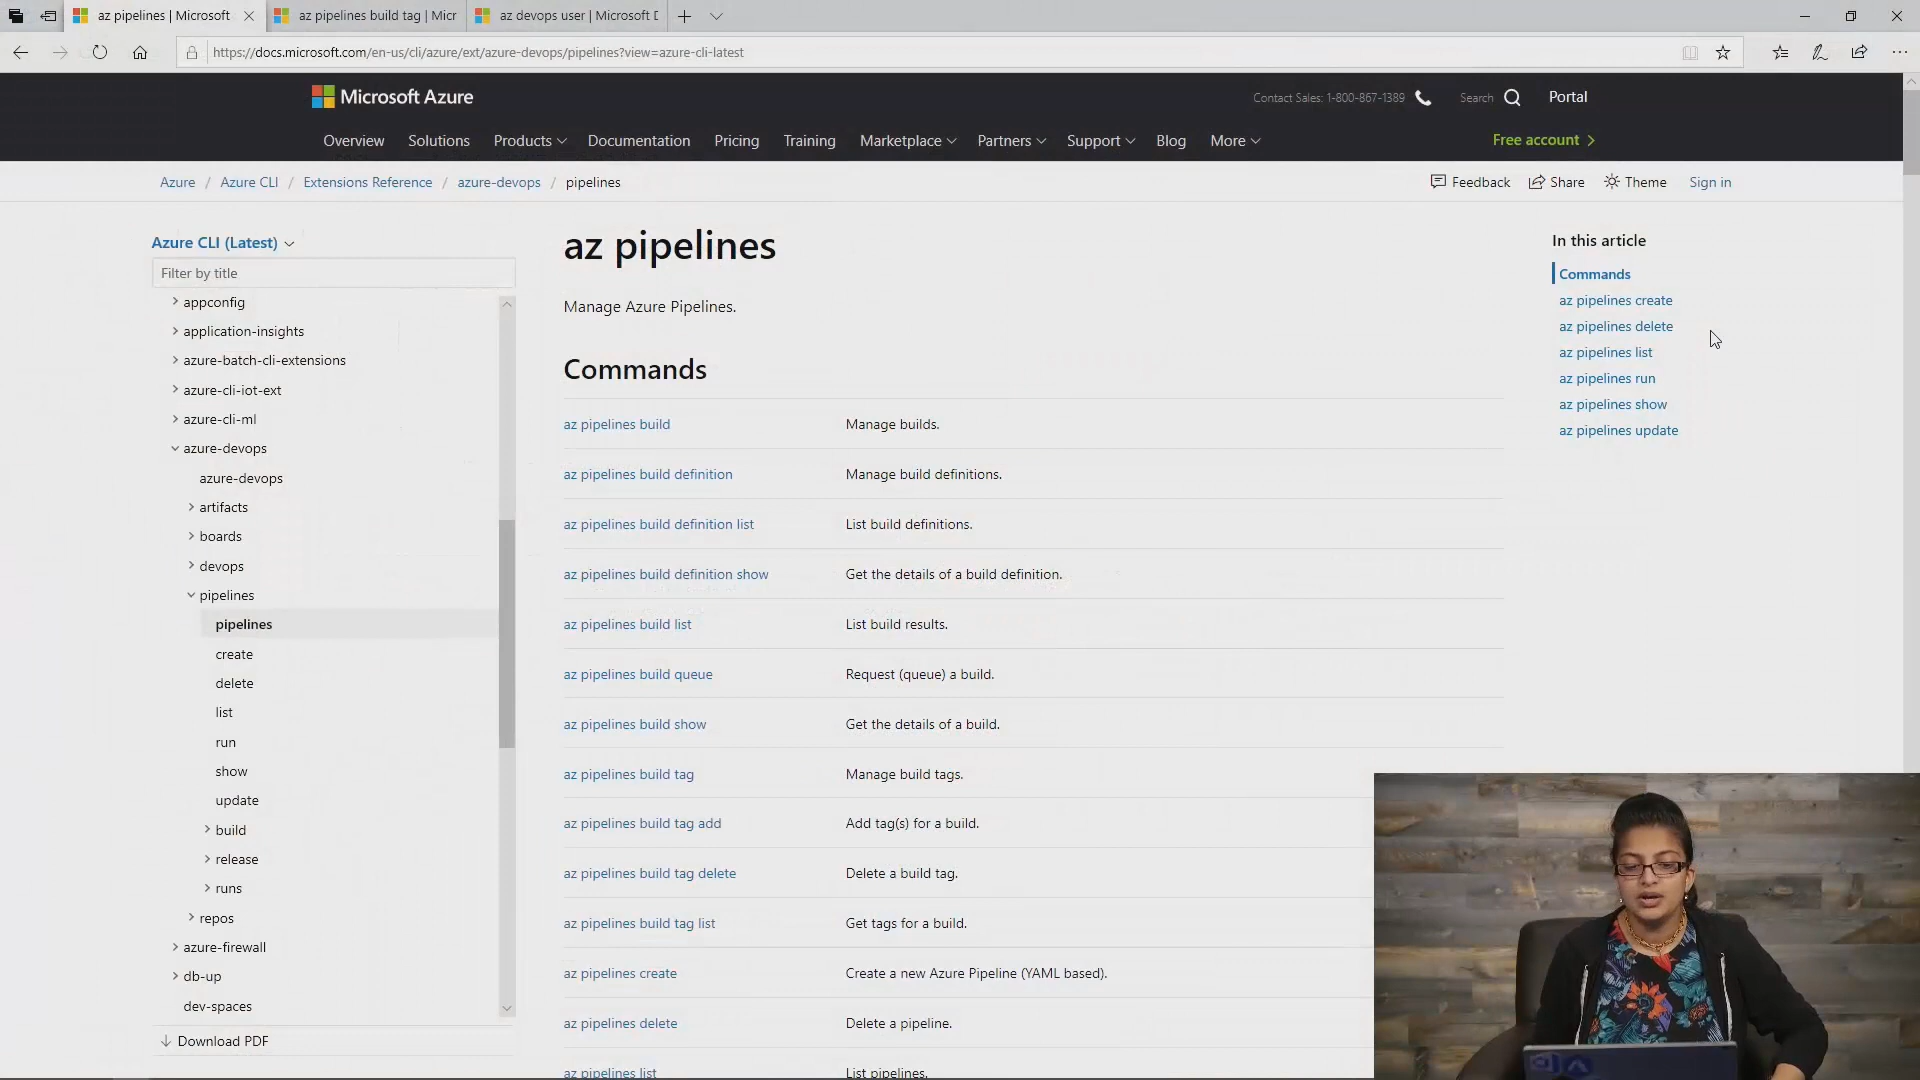 az pipelines | Microsoft
az pipelines build tag | Micr
az devops user | Microsoft D
https://docs.microsoft.com/en-us/cli/azure/ext/azure-devops/pipelines?view=azure-cli-latest
Microsoft Azure
Contact Sales: 1-800-867-1389
Search
Portal
Overview
Solutions
Products
Documentation
Pricing
Training
Marketplace
Partners
Support
Blog
More
Free account
Azure / Azure CLI / Extensions Reference / azure-devops / pipelines
Feedback
Share
Theme
Sign in
Azure CLI (Latest)
Filter by title
appconfig
application-insights
azure-batch-cli-extensions
azure-cli-iot-ext
azure-cli-ml
azure-devops
azure-devops
artifacts
boards
devops
pipelines
pipelines
create
delete
list
run
show
update
build
release
runs
repos
azure-firewall
db-up
dev-spaces
Download PDF
az pipelines
Manage Azure Pipelines.
Commands
az pipelines build Manage builds.
az pipelines build definition Manage build definitions.
az pipelines build definition list List build definitions.
az pipelines build definition show Get the details of a build definition.
az pipelines build list List build results.
az pipelines build queue Request (queue) a build.
az pipelines build show Get the details of a build.
az pipelines build tag Manage build tags.
az pipelines build tag add Add tag(s) for a build.
az pipelines build tag delete Delete a build tag.
az pipelines build tag list Get tags for a build.
az pipelines create Create a new Azure Pipeline (YAML based).
az pipelines delete Delete a pipeline.
az pipelines list List pipelines.
In this article
Commands
az pipelines create
az pipelines delete
az pipelines list
az pipelines run
az pipelines show
az pipelines update